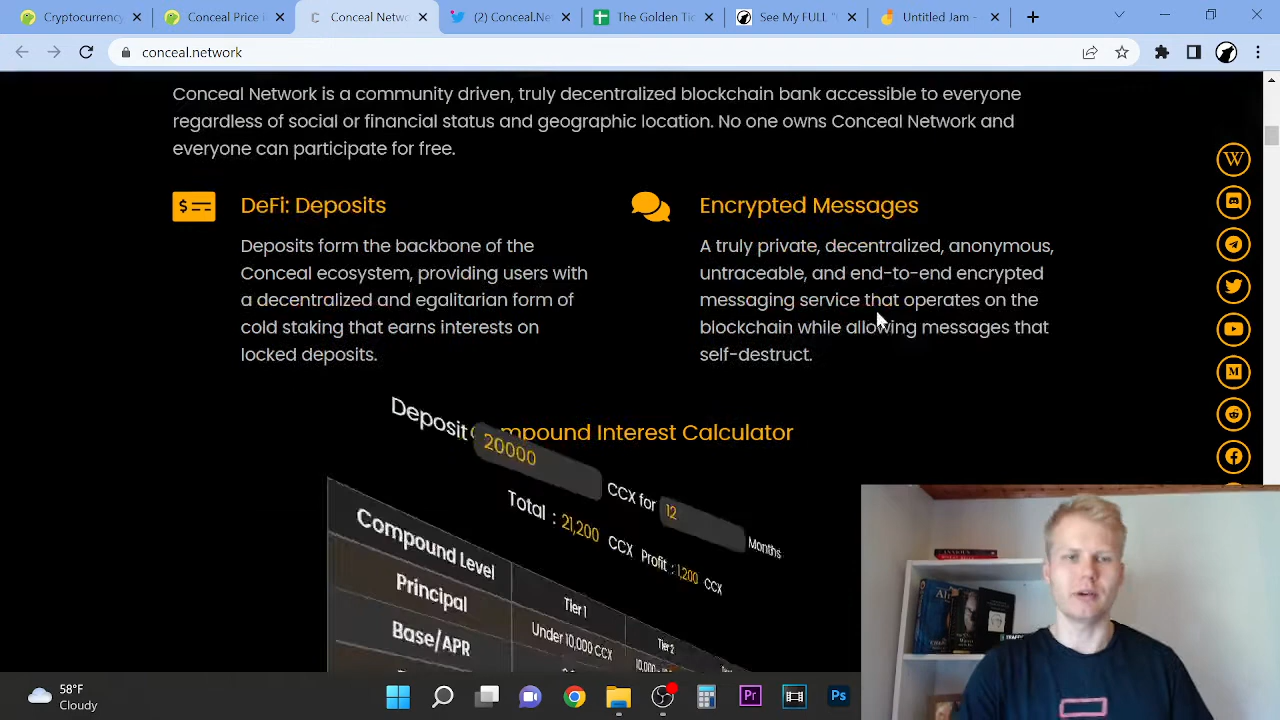 Cryptocurrency
Conceal Price
Conceal Netwo
(2) Conceal.Ne
The Golden Tic
See My FULL "
Untitled Jam -
conceal.network
Conceal Network is a community driven, truly decentralized blockchain bank accessible to everyone
regardless of social or financial status and geographic location. No one owns Conceal Network and
everyone can participate for free.
DeFi: Deposits
Deposits form the backbone of the
Conceal ecosystem, providing users with
a decentralized and egalitarian form of
cold staking that earns interests on
locked deposits.
Encrypted Messages
A truly private, decentralized, anonymous,
untraceable, and end-to-end encrypted
messaging service that operates on the
blockchain while allowing messages that
self-destruct.
Compound Interest Calculator
Deposit 20000 CCX for 12 Months
Total : 21,200 CCX Profit : 1,200 CCX
Compound Level
Tier 1
Tier 2
Principal
Under 10,000 CCX
Base/APR
58°F
Cloudy
Pr
Ps